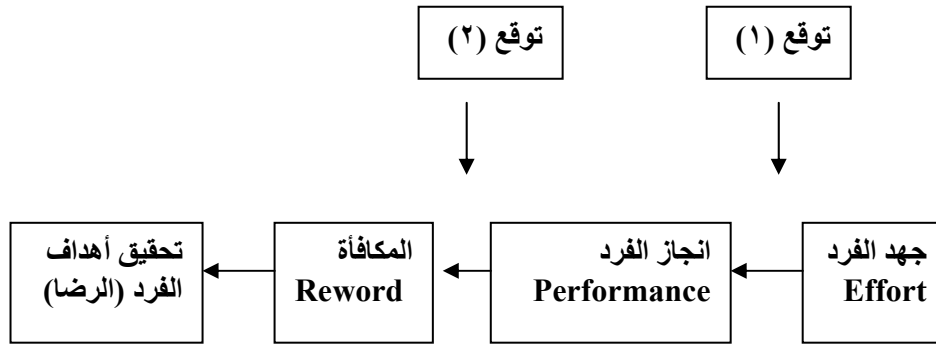 توقع (١)
توقع (٢)
جهد الفرد
Effort
انجاز الفرد
Performance
المكافأة
Reword
تحقيق أهداف
الفرد (الرضا)